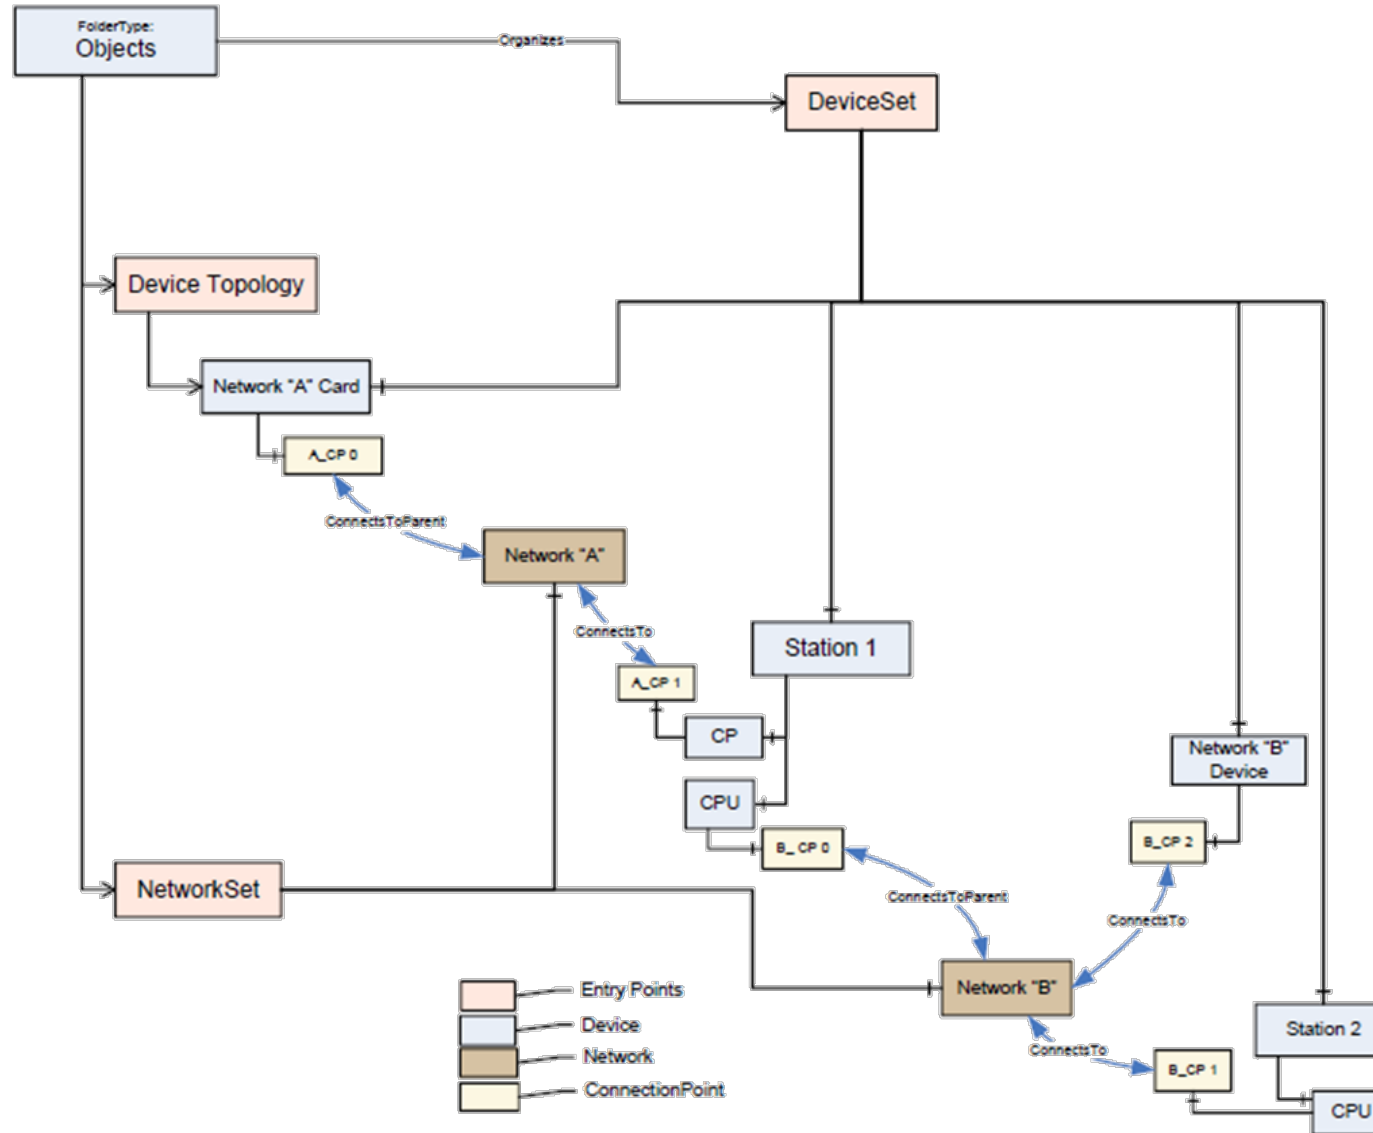 FolderType:
Objects
Organizes
DeviceSet
Device Topology
Network "A" Card
A_CP 0
ConnectsToParent
Network "A"
ConnectsTo
Station 1
A_CP 1
CP
Network "B"
Device
CPU
B_CP 0
B_CP 2
NetworkSet
ConnectsToParent
ConnectsTo
Network "B"
Entry Points
Device
Network
ConnectionPoint
Station 2
ConnectsTo
B_CP 1
CPU